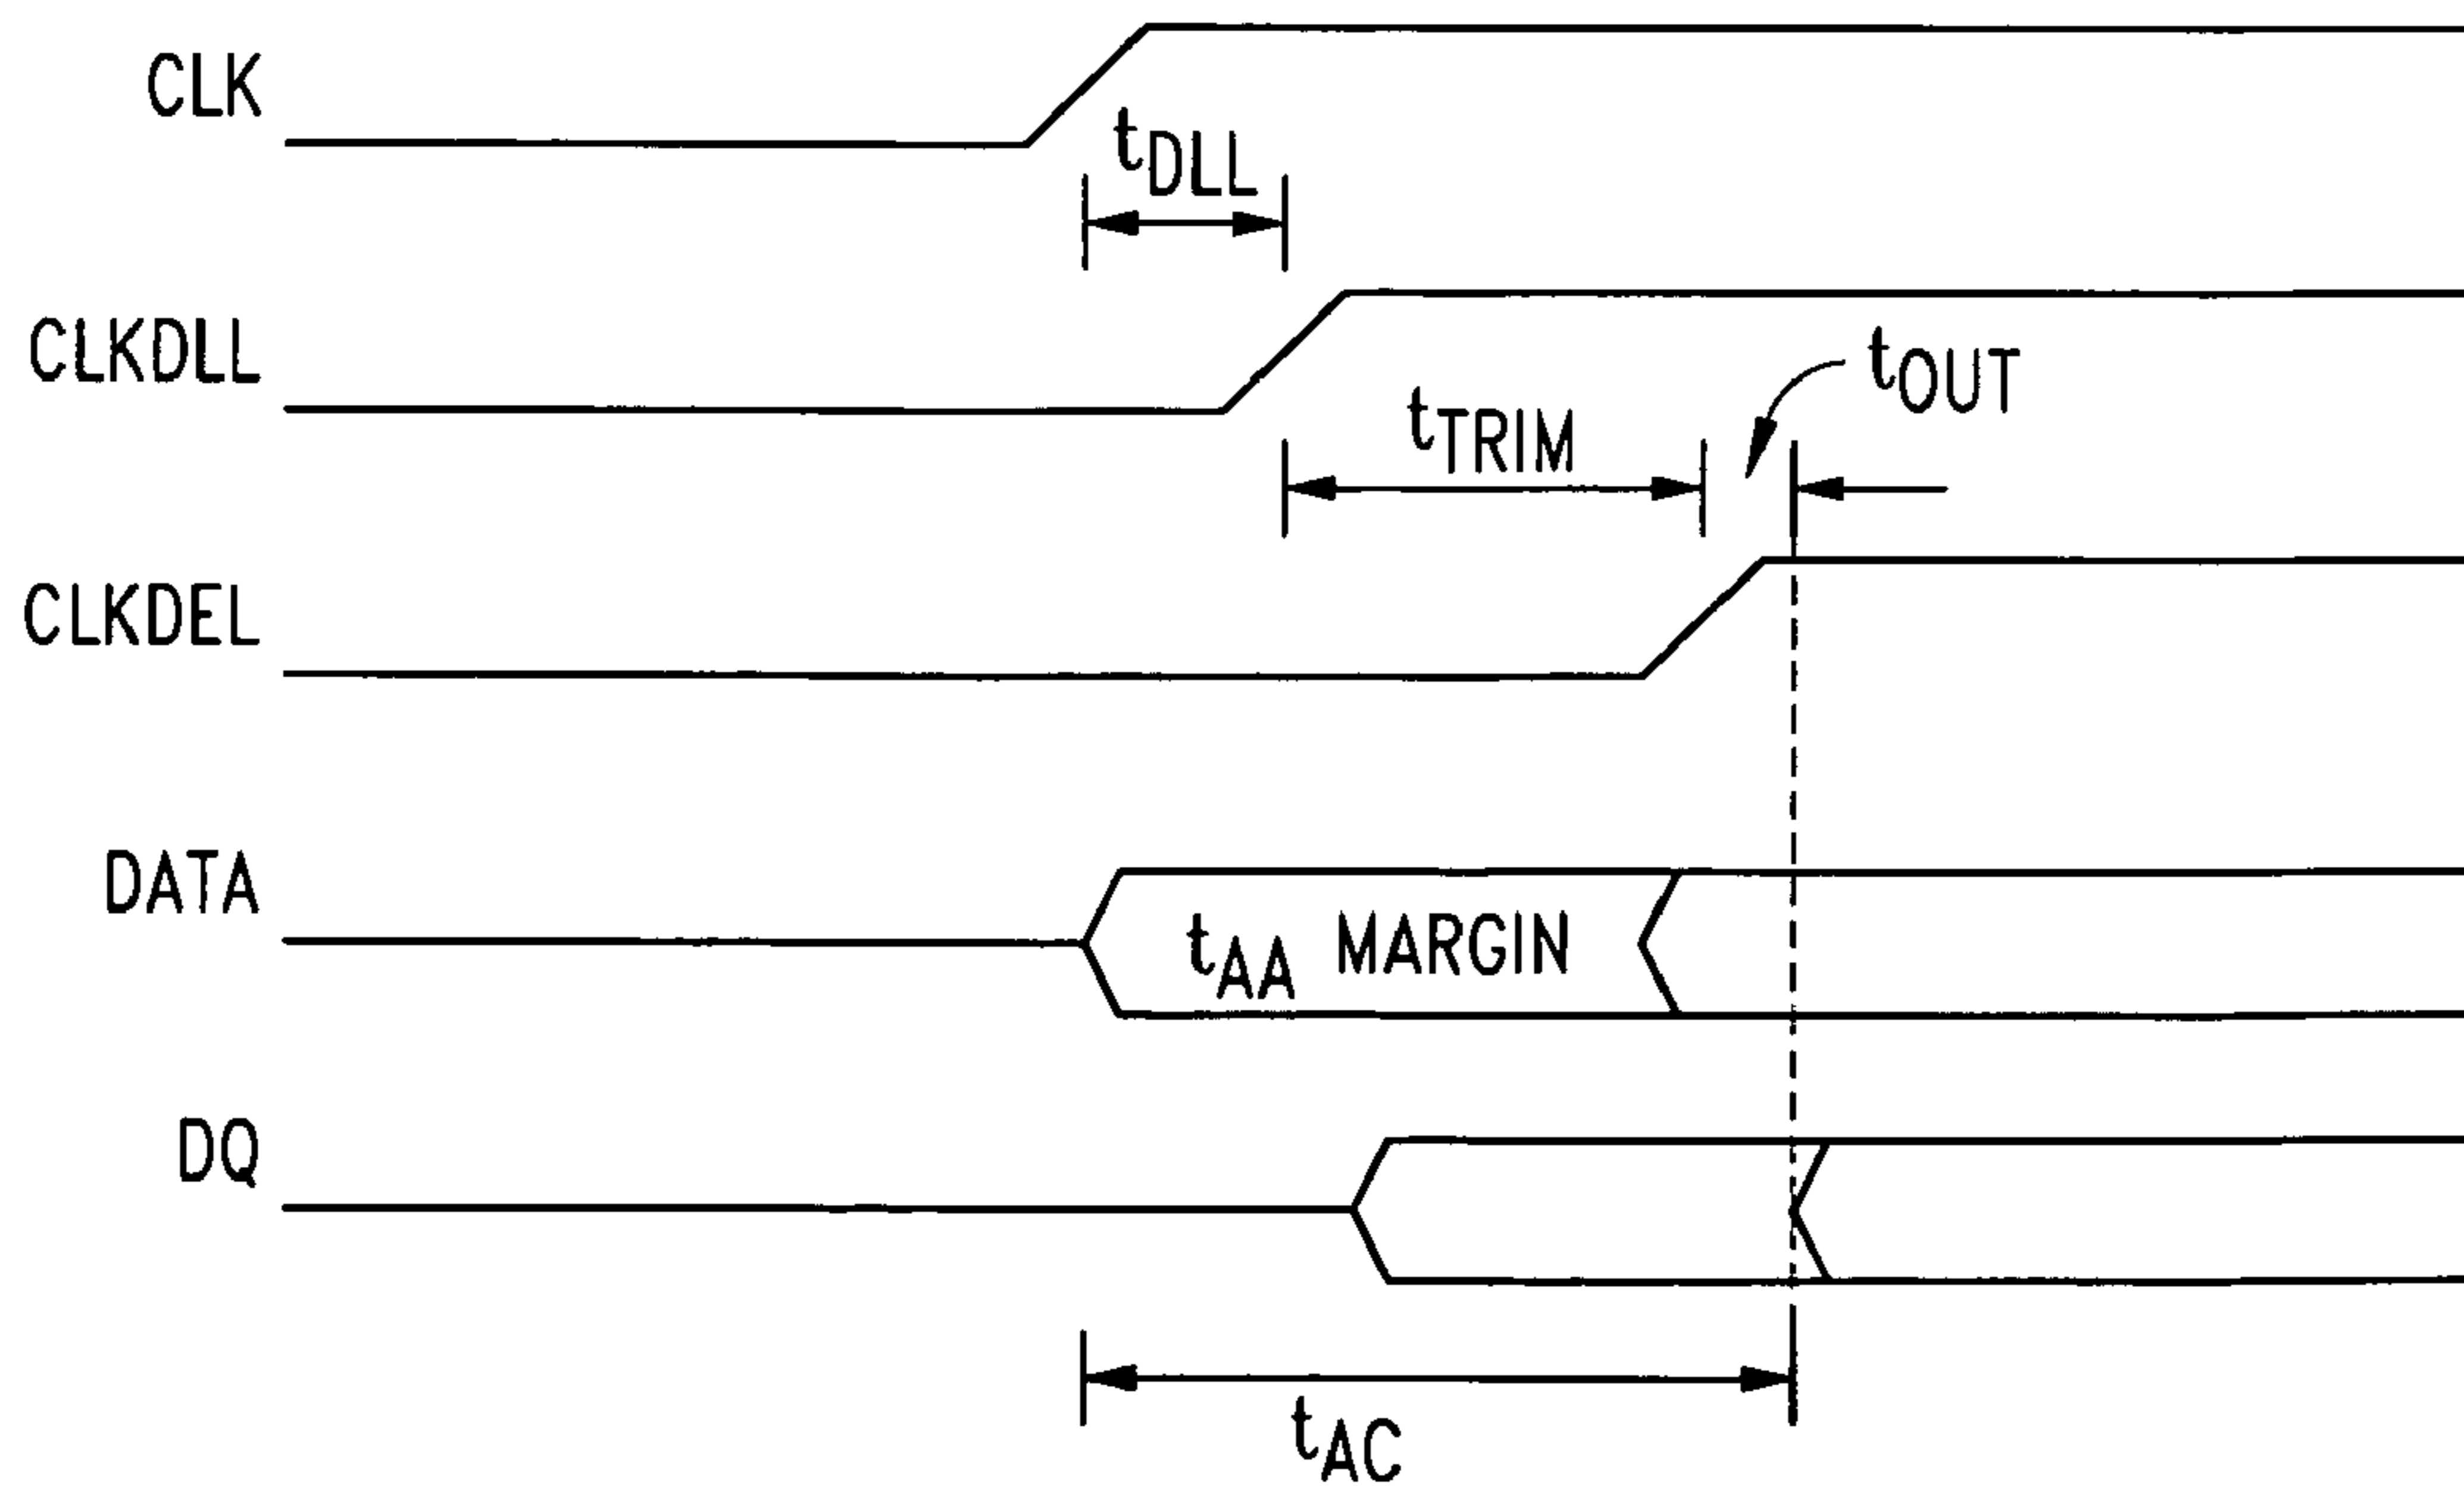 CLK
tDLL
CLKDLL
tOUT
tTRIM
CLKDEL
DATA
tAA MARGIN
DQ
tAC